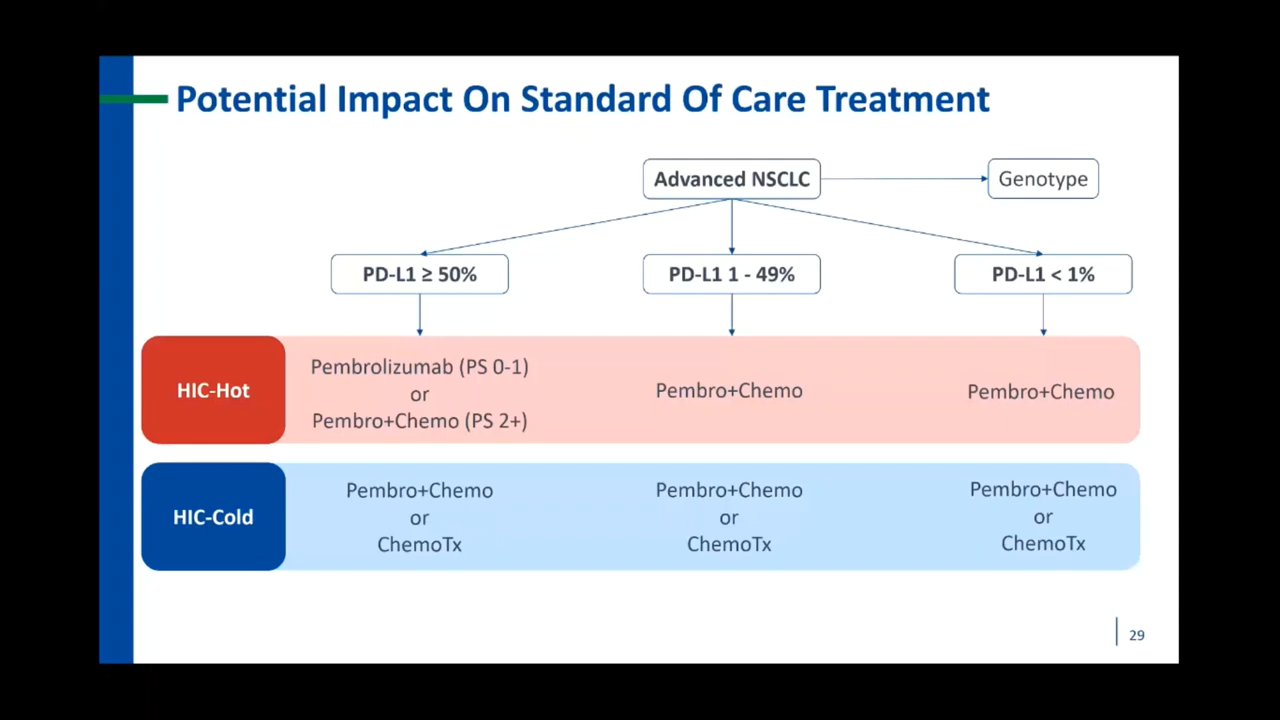 Potential Impact On Standard Of Care Treatment
Advanced NSCLC
Genotype
PD-L1 ≥ 50%
PD-L1 1 - 49%
PD-L1 < 1%
HIC-Hot
Pembrolizumab (PS 0-1)
or
Pembro+Chemo (PS 2+)
Pembro+Chemo
Pembro+Chemo
HIC-Cold
Pembro+Chemo
or
ChemoTx
Pembro+Chemo
or
ChemoTx
Pembro+Chemo
or
ChemoTx
29